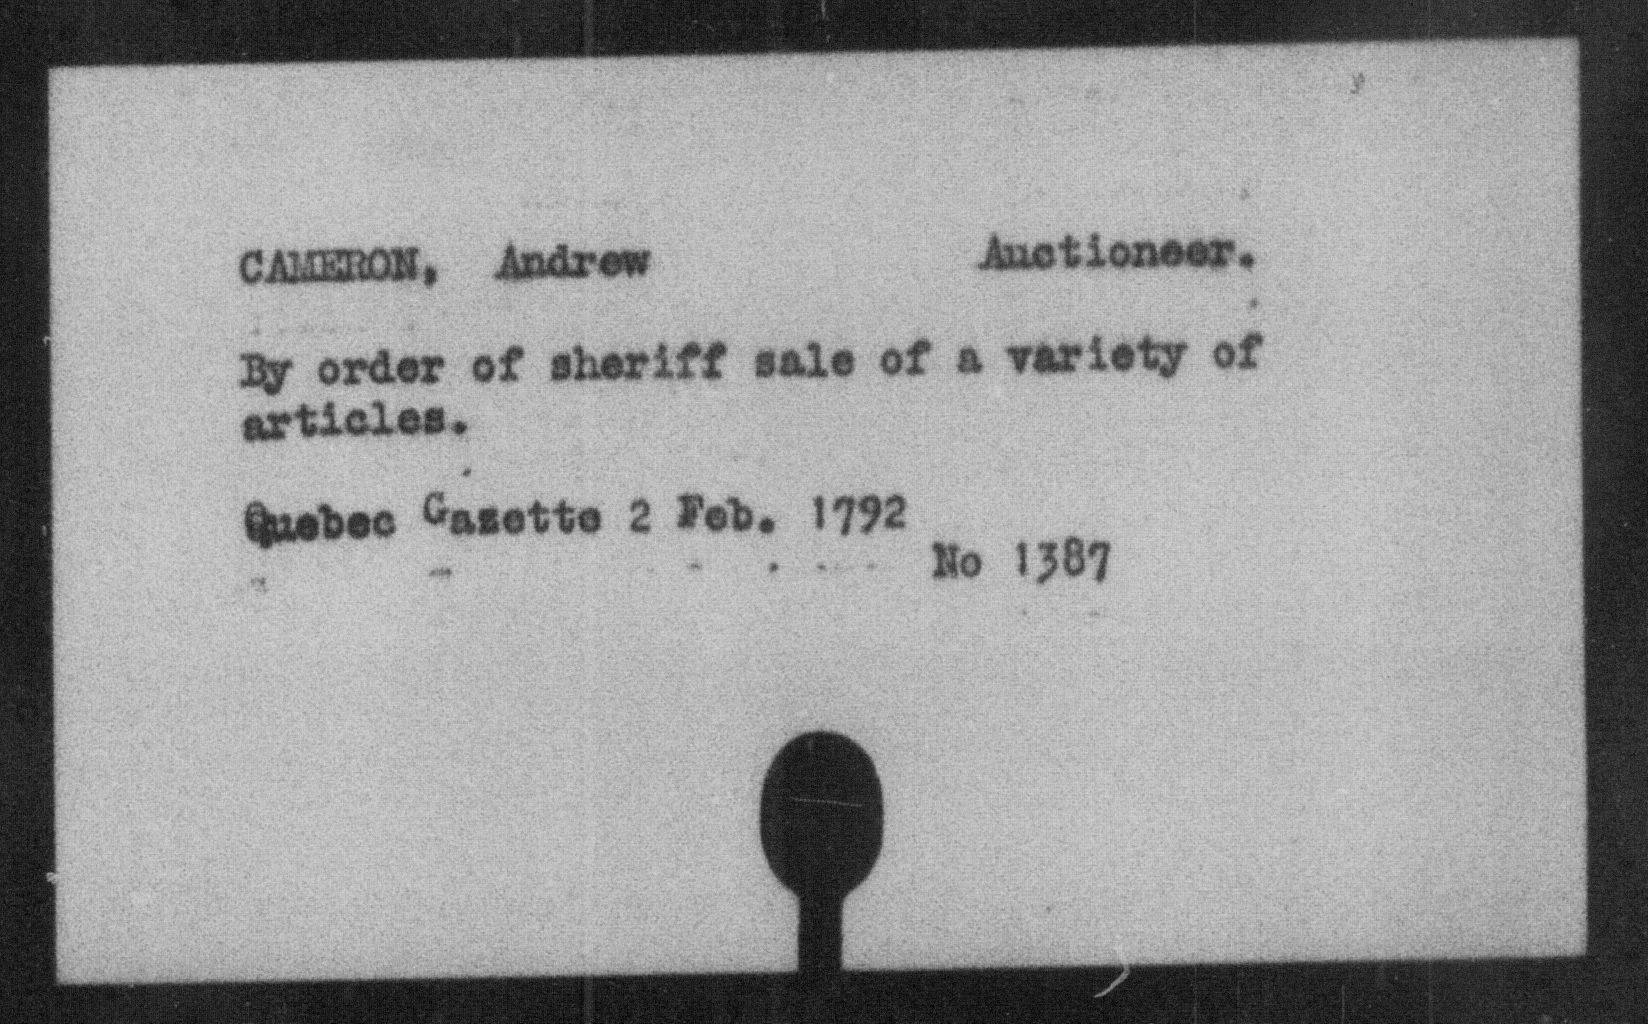 CAMERON, Andrew Auctioneer.
By order of sheriff sale of a variety of
articles.
Quebec Gazette 2 Feb. 1792
No 1387